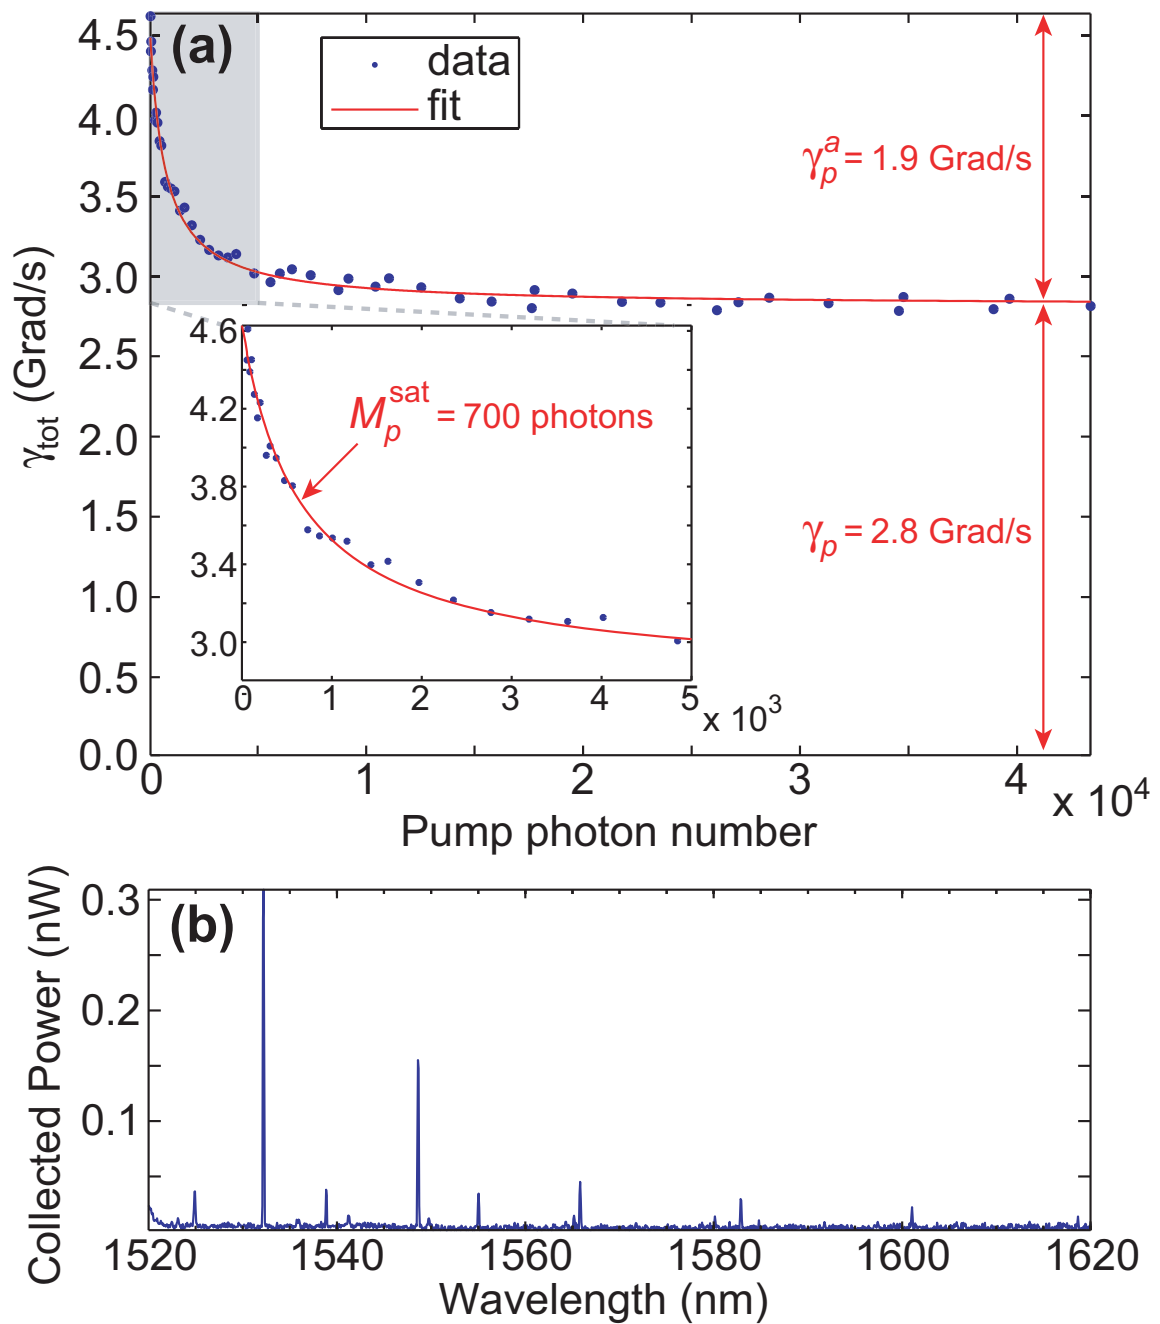 (a)
data
fit
γ_p^a = 1.9 Grad/s
γ_p = 2.8 Grad/s
γ_tot (Grad/s)
4.5
4.0
3.5
3.0
2.5
2.0
1.5
1.0
0.5
0.0
M_p^sat = 700 photons
4.6
4.2
3.8
3.4
3.0
0 1 2 3 4 5
x 10^3
0 1 2 3 4
x 10^4
Pump photon number
(b)
Collected Power (nW)
0.3
0.2
0.1
1520 1540 1560 1580 1600 1620
Wavelength (nm)